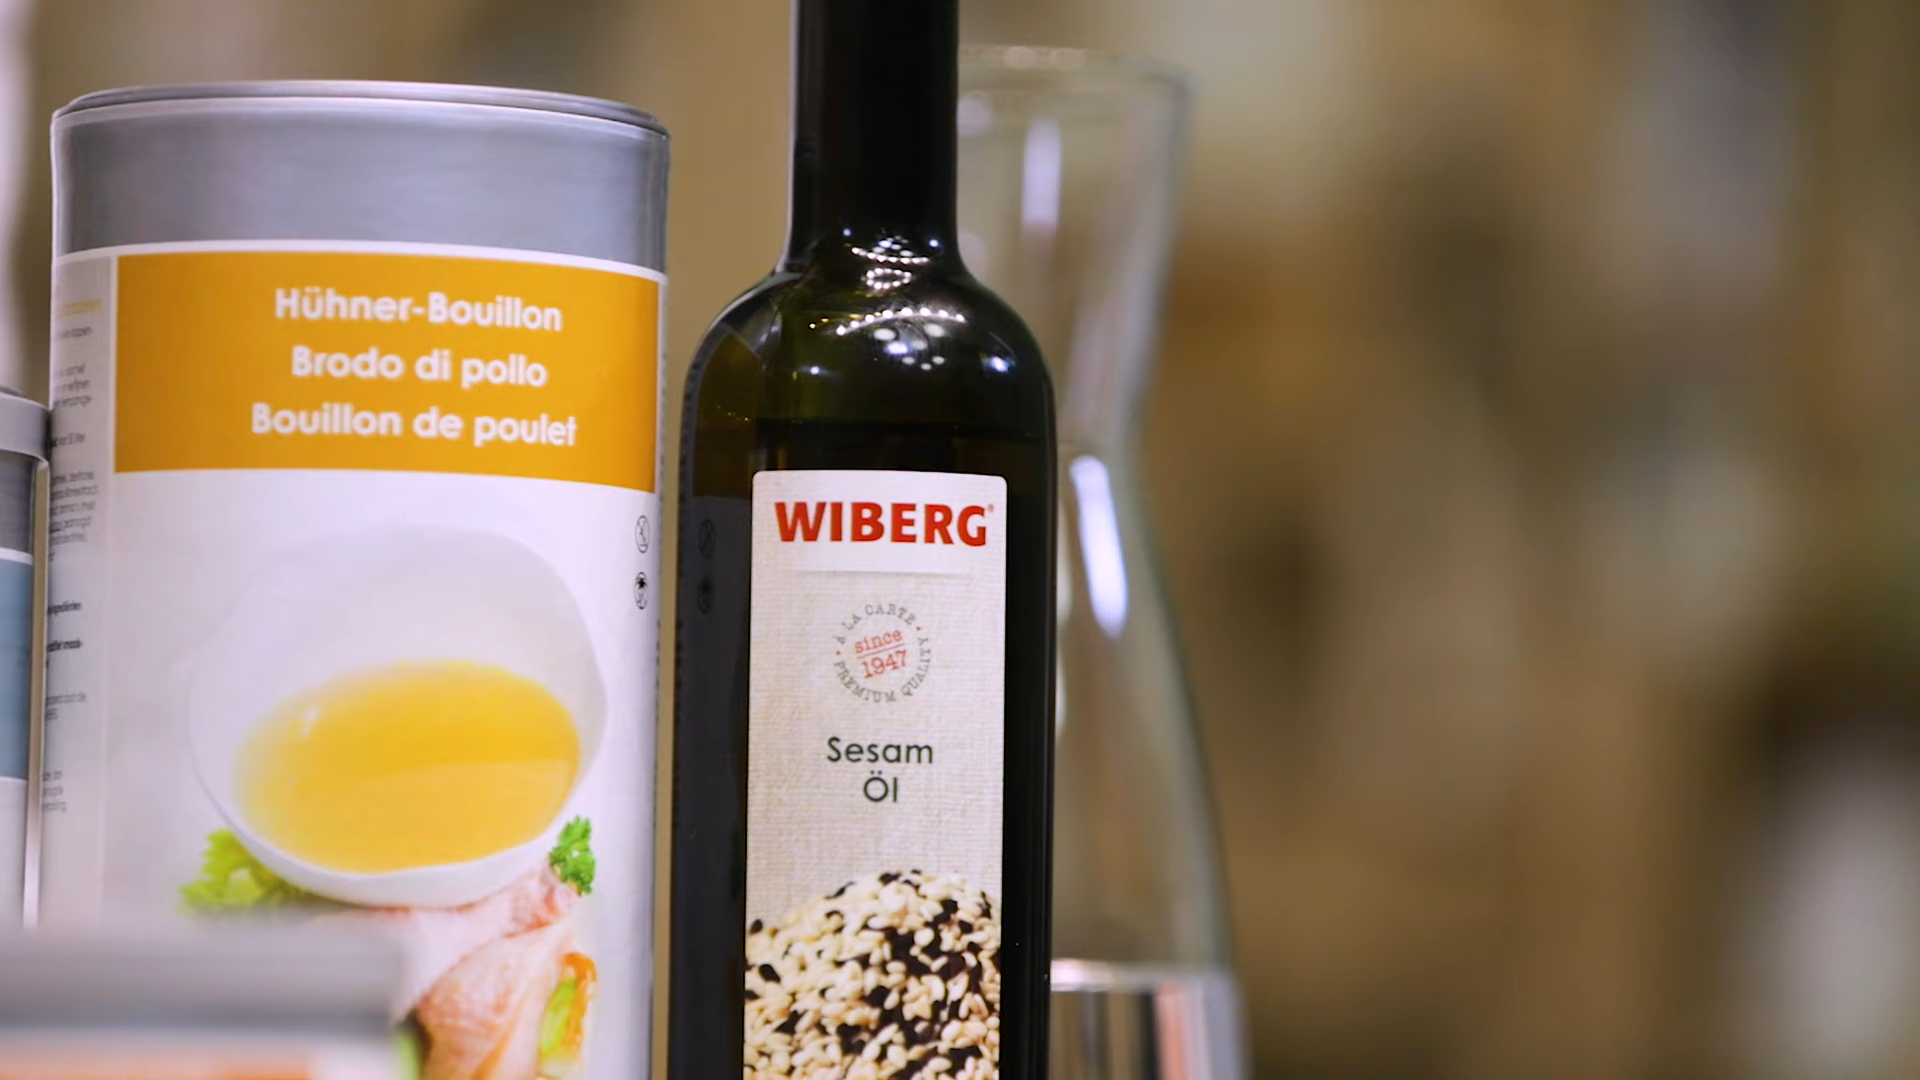 Hühner-Bouillon
Brodo di pollo
Bouillon de poulet
WIBERG®
À LA CARTE
since
1947
PREMIUM QUALITY
Sesam
Öl